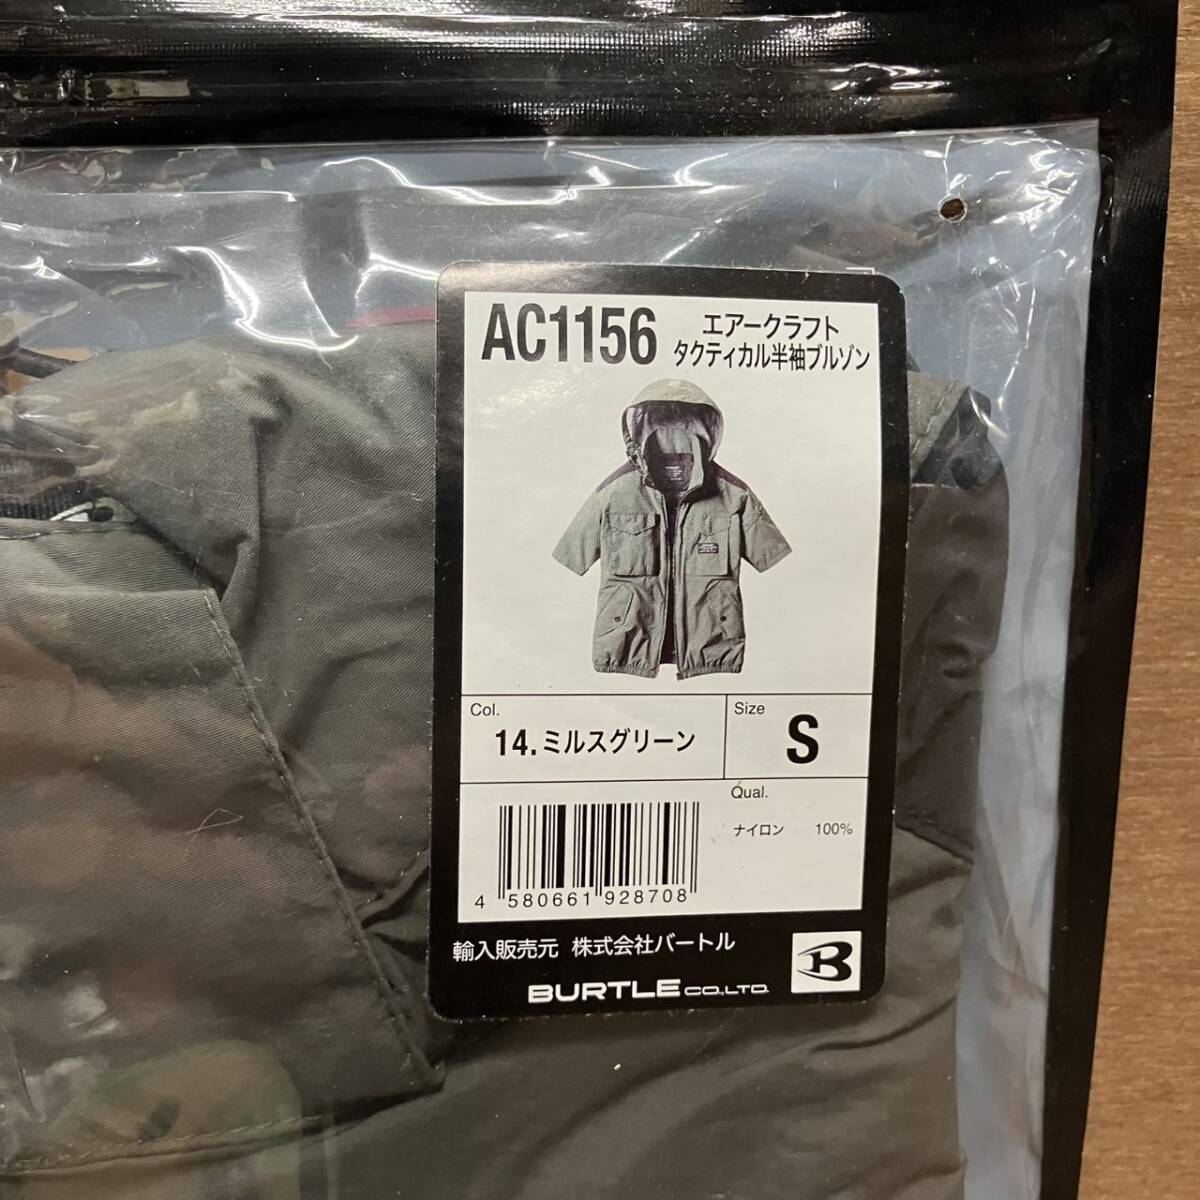 AC1156
エアークラフト
タクティカル半袖ブルゾン
Col.
14.ミルスグリーン
Size
S
Qual.
ナイロン 100%
4 580661 928708
輸入販売元 株式会社バートル
BURTLE CO.,LTD.
B